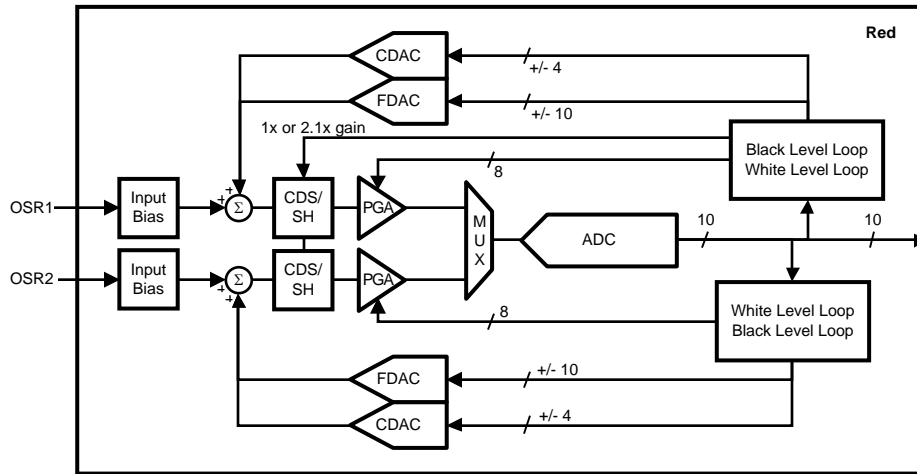 Red
CDAC
+/- 4
FDAC
+/- 10
1x or 2.1x gain
8
Black Level Loop
White Level Loop
OSR1
Input
Bias
+
+
Σ
CDS/
SH
PGA
M
U
X
ADC
10
10
OSR2
Input
Bias
+
+
Σ
CDS/
SH
PGA
8
White Level Loop
Black Level Loop
FDAC
+/- 10
CDAC
+/- 4